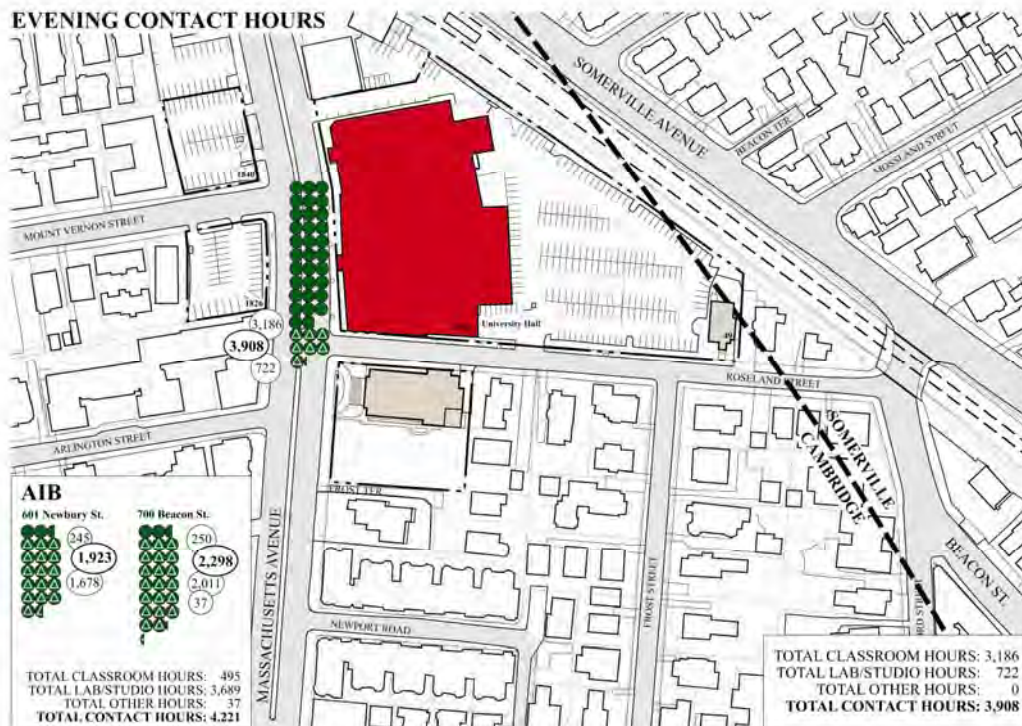 EVENING CONTACT HOURS
SOMERVILLE AVENUE
BEACON TER
MOSSLAND STREET
1840
MOUNT VERNON STREET
1826
University Hall
3,186
3,908
722
49
ROSELAND STREET
ARLINGTON STREET
SOMERVILLE
CAMBRIDGE
FROST TER
MASSACHUSETTS AVENUE
FROST STREET
NEWPORT ROAD
BEACON ST.
AIB
601 Newbury St.
700 Beacon St.
245
1,923
1,678
250
2,298
2,011
37
TOTAL CLASSROOM HOURS: 495
TOTAL LAB/STUDIO HOURS: 3,689
TOTAL OTHER HOURS: 37
TOTAL CONTACT HOURS: 4,221
TOTAL CLASSROOM HOURS: 3,186
TOTAL LAB/STUDIO HOURS: 722
TOTAL OTHER HOURS: 0
TOTAL CONTACT HOURS: 3,908